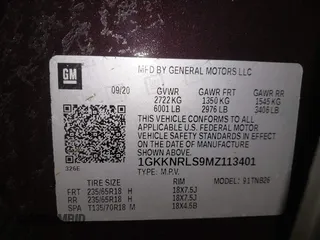 GM
MFD BY GENERAL MOTORS LLC
09/20 GVWR GAWR FRT GAWR RR
2722KG 1350 KG 1545 KG
6001 LB 2976 LB 3406 LB
THIS VEHICLE CONFORMS TO ALL
APPLICABLE U.S. FEDERAL MOTOR
VEHICLE SAFETY STANDARDS IN
EFFECT ON THE DATE OF MANUFACTURE
SHOWN ABOVE.
1GKKNRLS9MZ113401
TYPE: M.P.V.
TIRE SIZE RIM MODEL:
FRT 235/65R18 H 18X7.5J
RR 235/65R18 H 18X7.5J
SPA T135/70R18 M 18X4.5B